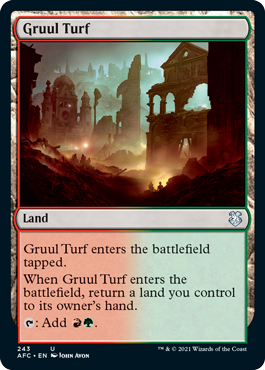 Gruul Turf
Land
Gruul Turf enters the battlefield
tapped.
When Gruul Turf enters the
battlefield, return a land you control
to its owner's hand.
: Add .
243 U
AFC • EN JOHN AVON
™ & © 2021 Wizards of the Coast